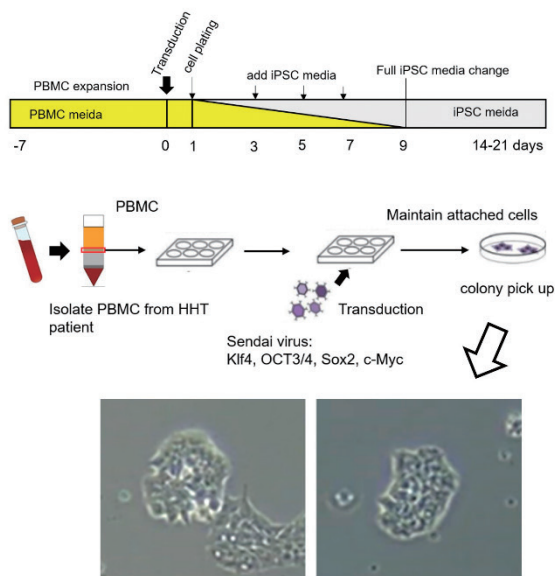 Transduction
cell plating
PBMC expansion
add iPSC media
Full iPSC media change
PBMC meida
iPSC meida
-7 0 1 3 5 7 9 14-21 days
PBMC
Maintain attached cells
Isolate PBMC from HHT
patient
Transduction
colony pick up
Sendai virus:
Klf4, OCT3/4, Sox2, c-Myc